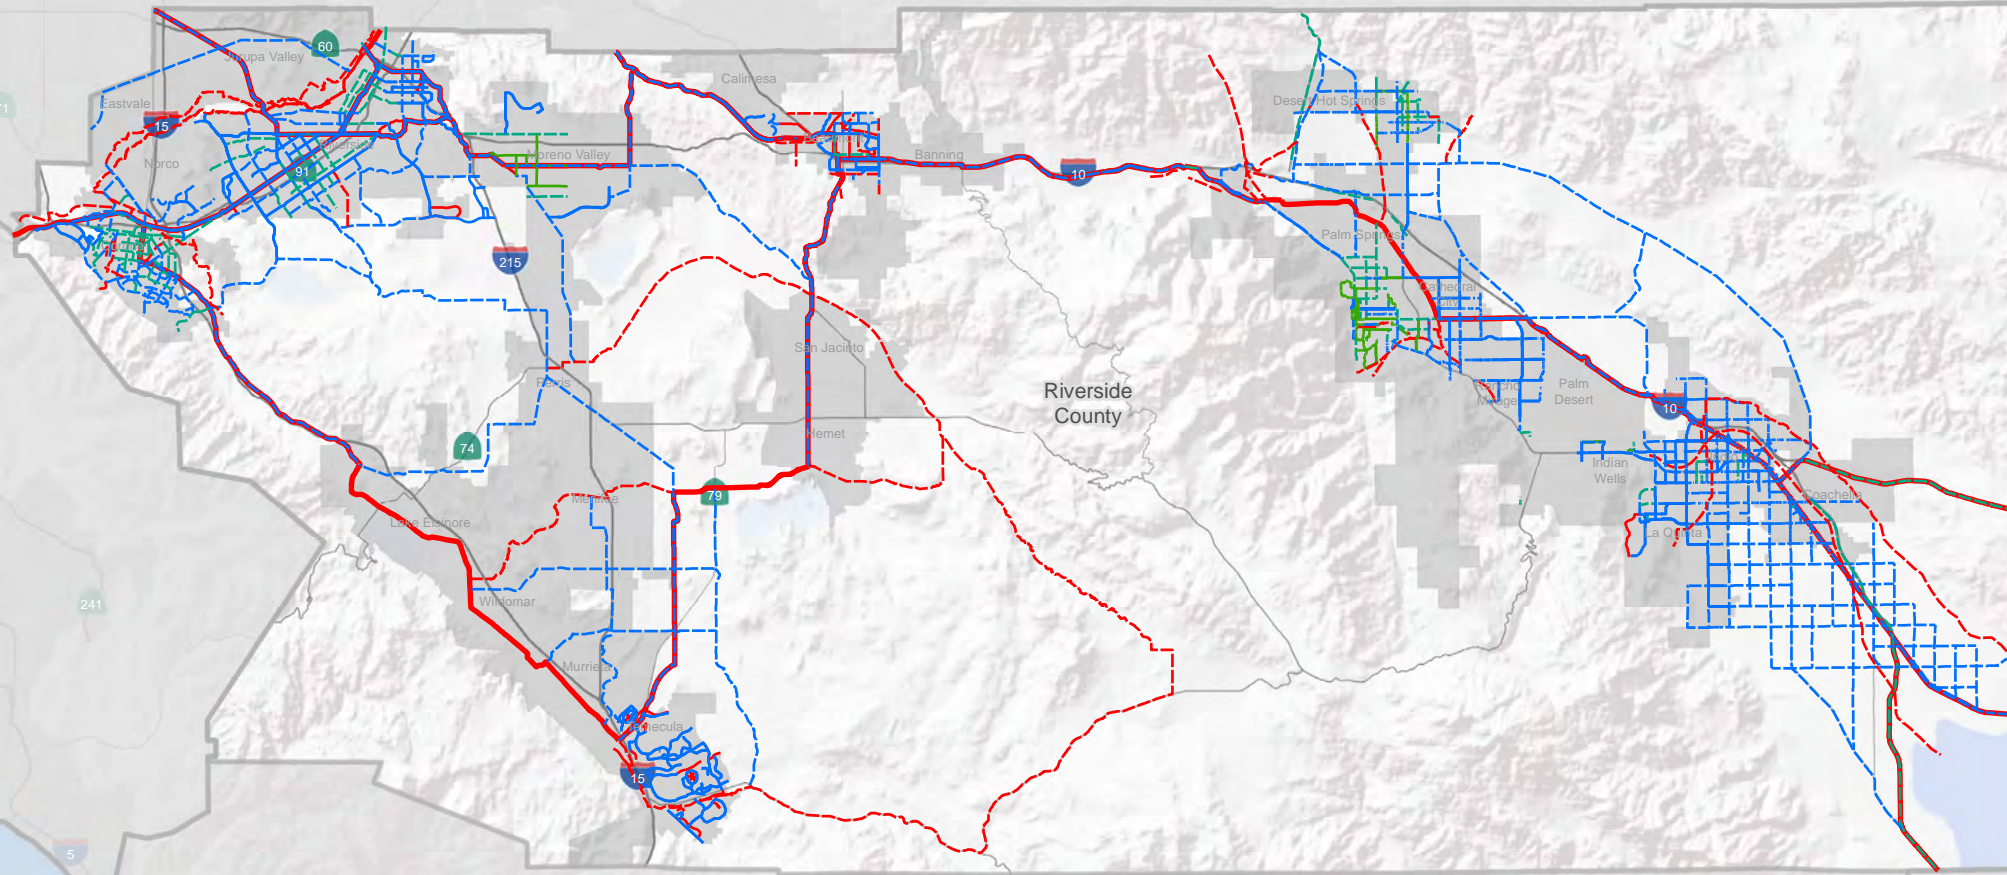 60
Jurupa Valley
Calimesa
Eastvale
Desert Hot Springs
71
15
Riverside
Norco
91
Moreno Valley
Banning
10
Palm Springs
215
Cathedral
City
San Jacinto
Perris
Riverside
County
Rancho
Mirage
Palm
Desert
10
Hemet
74
Indian
Wells
Coachella
79
Menifee
Lake Elsinore
La Quinta
241
Wildomar
Murrieta
Temecula
15
5